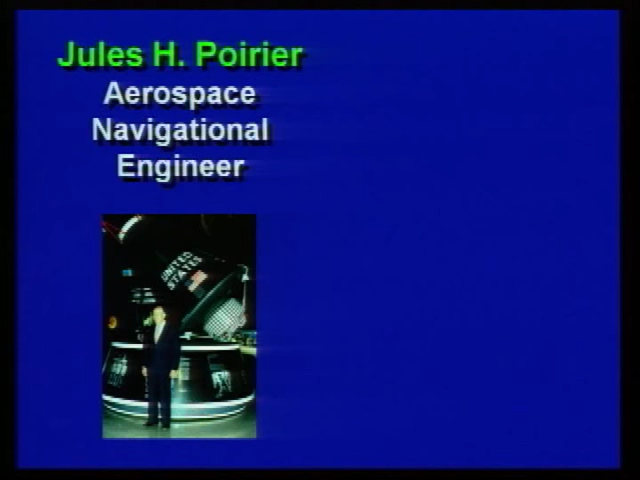 Jules H. Poirier
Aerospace
Navigational
Engineer
UNITED
STATES